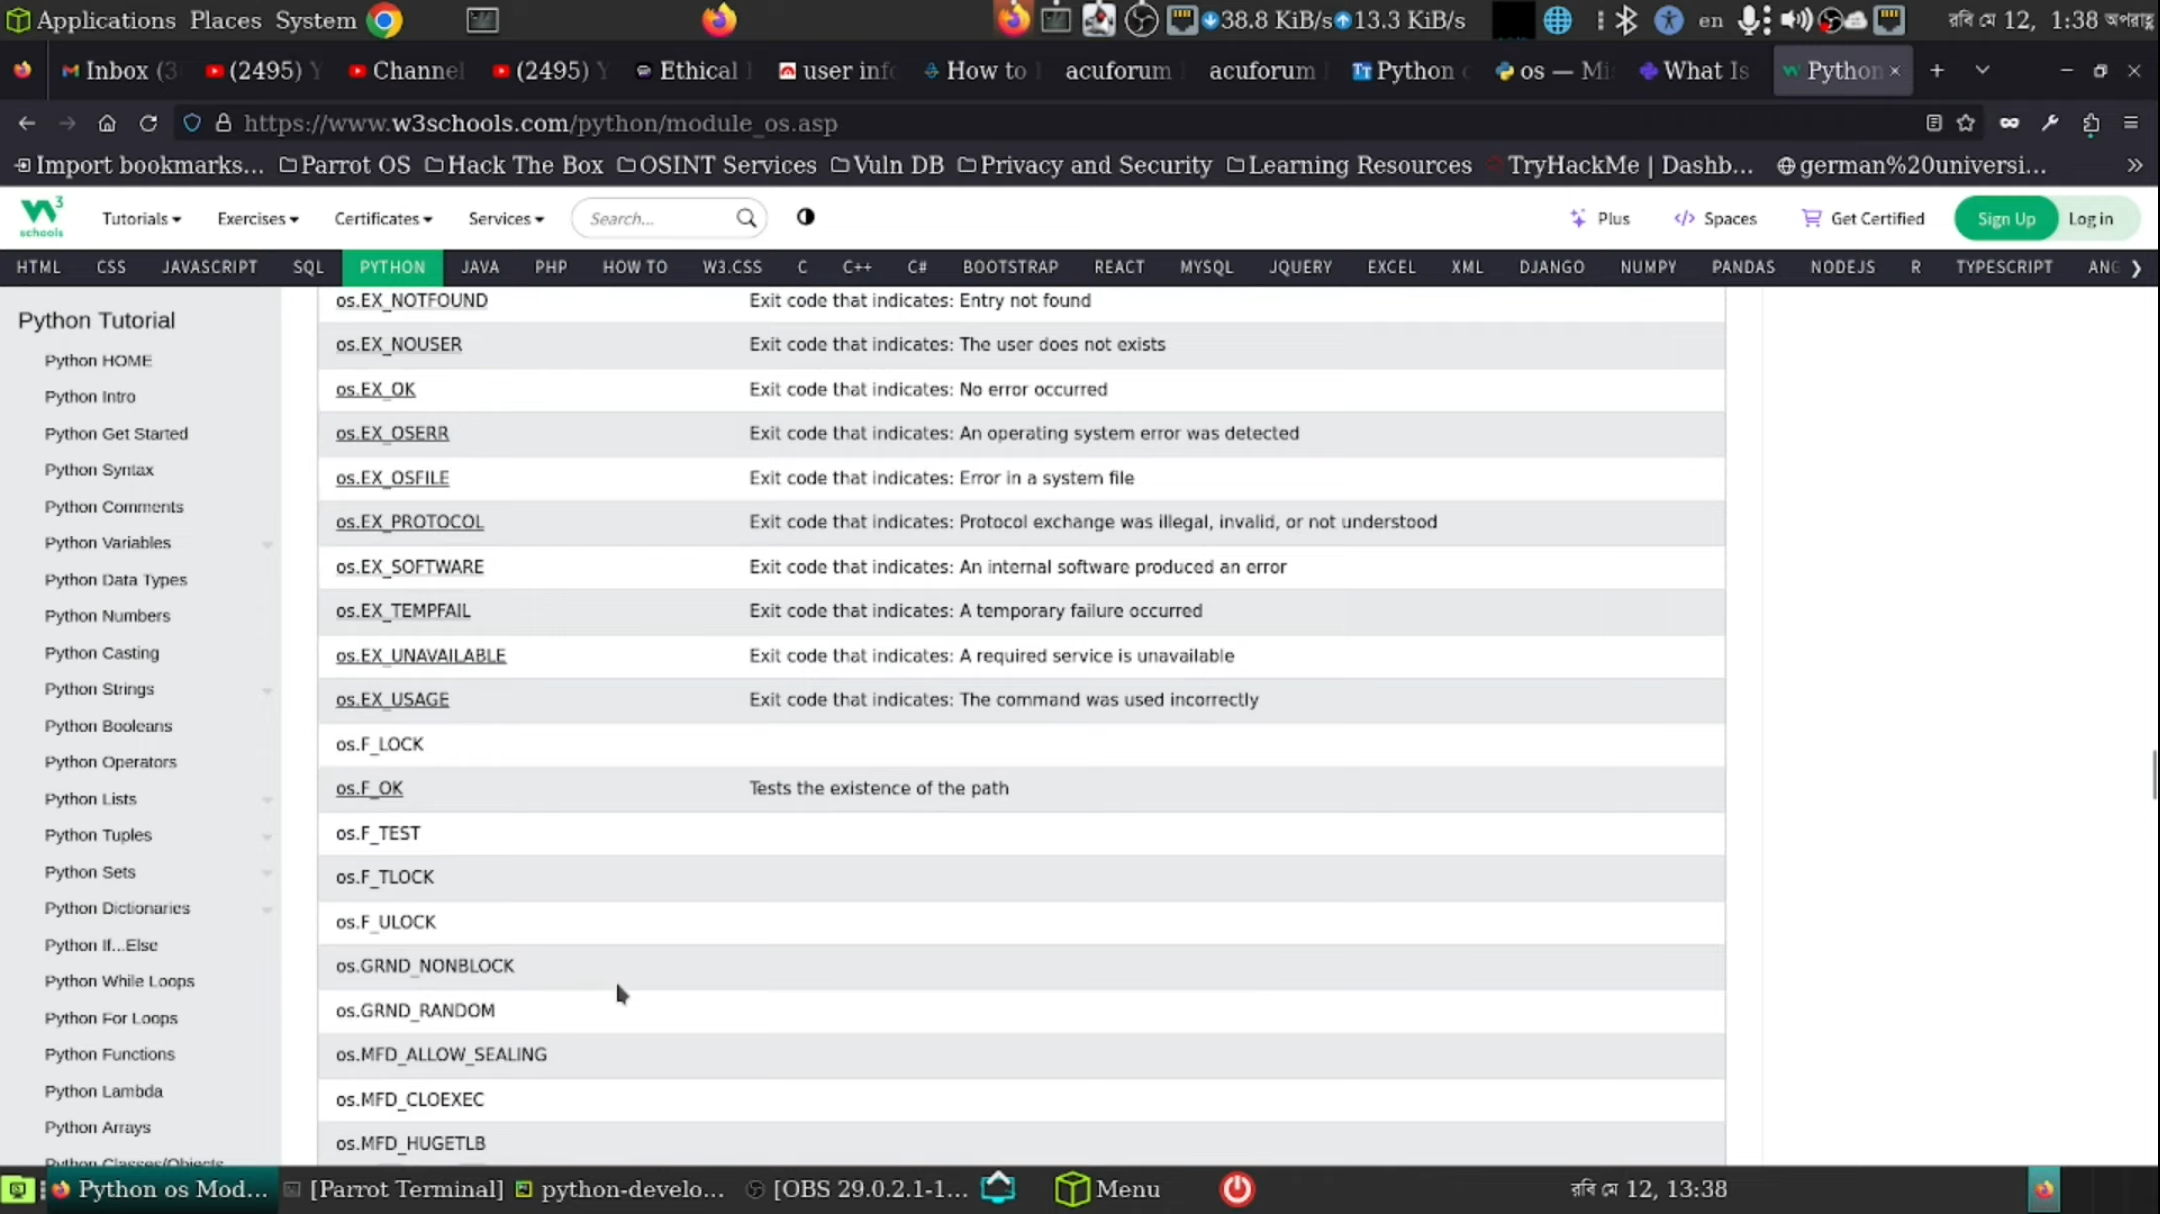 Applications Places System 38.8 KiB/s 13.3 KiB/s en রবি মে 12, 1:38 অপরাহ্ণ
Inbox (3 (2495) Y Channel (2495) Y Ethical user info How to acuforum acuforum Python os — Mi What Is Python
https://www.w3schools.com/python/module_os.asp
Import bookmarks... Parrot OS Hack The Box OSINT Services Vuln DB Privacy and Security Learning Resources TryHackMe | Dashb... german%20universi...
W3 schools Tutorials Exercises Certificates Services Search... Plus Spaces Get Certified Sign Up Log in
HTML CSS JAVASCRIPT SQL PYTHON JAVA PHP HOW TO W3.CSS C C++ C# BOOTSTRAP REACT MYSQL JQUERY EXCEL XML DJANGO NUMPY PANDAS NODEJS R TYPESCRIPT ANG
Python Tutorial
Python HOME
Python Intro
Python Get Started
Python Syntax
Python Comments
Python Variables
Python Data Types
Python Numbers
Python Casting
Python Strings
Python Booleans
Python Operators
Python Lists
Python Tuples
Python Sets
Python Dictionaries
Python If...Else
Python While Loops
Python For Loops
Python Functions
Python Lambda
Python Arrays
Python Classes/Objects
os.EX_NOTFOUND Exit code that indicates: Entry not found
os.EX_NOUSER Exit code that indicates: The user does not exists
os.EX_OK Exit code that indicates: No error occurred
os.EX_OSERR Exit code that indicates: An operating system error was detected
os.EX_OSFILE Exit code that indicates: Error in a system file
os.EX_PROTOCOL Exit code that indicates: Protocol exchange was illegal, invalid, or not understood
os.EX_SOFTWARE Exit code that indicates: An internal software produced an error
os.EX_TEMPFAIL Exit code that indicates: A temporary failure occurred
os.EX_UNAVAILABLE Exit code that indicates: A required service is unavailable
os.EX_USAGE Exit code that indicates: The command was used incorrectly
os.F_LOCK
os.F_OK Tests the existence of the path
os.F_TEST
os.F_TLOCK
os.F_ULOCK
os.GRND_NONBLOCK
os.GRND_RANDOM
os.MFD_ALLOW_SEALING
os.MFD_CLOEXEC
os.MFD_HUGETLB
Python os Mod... [Parrot Terminal] python-develo... [OBS 29.0.2.1-1... Menu রবি মে 12, 13:38